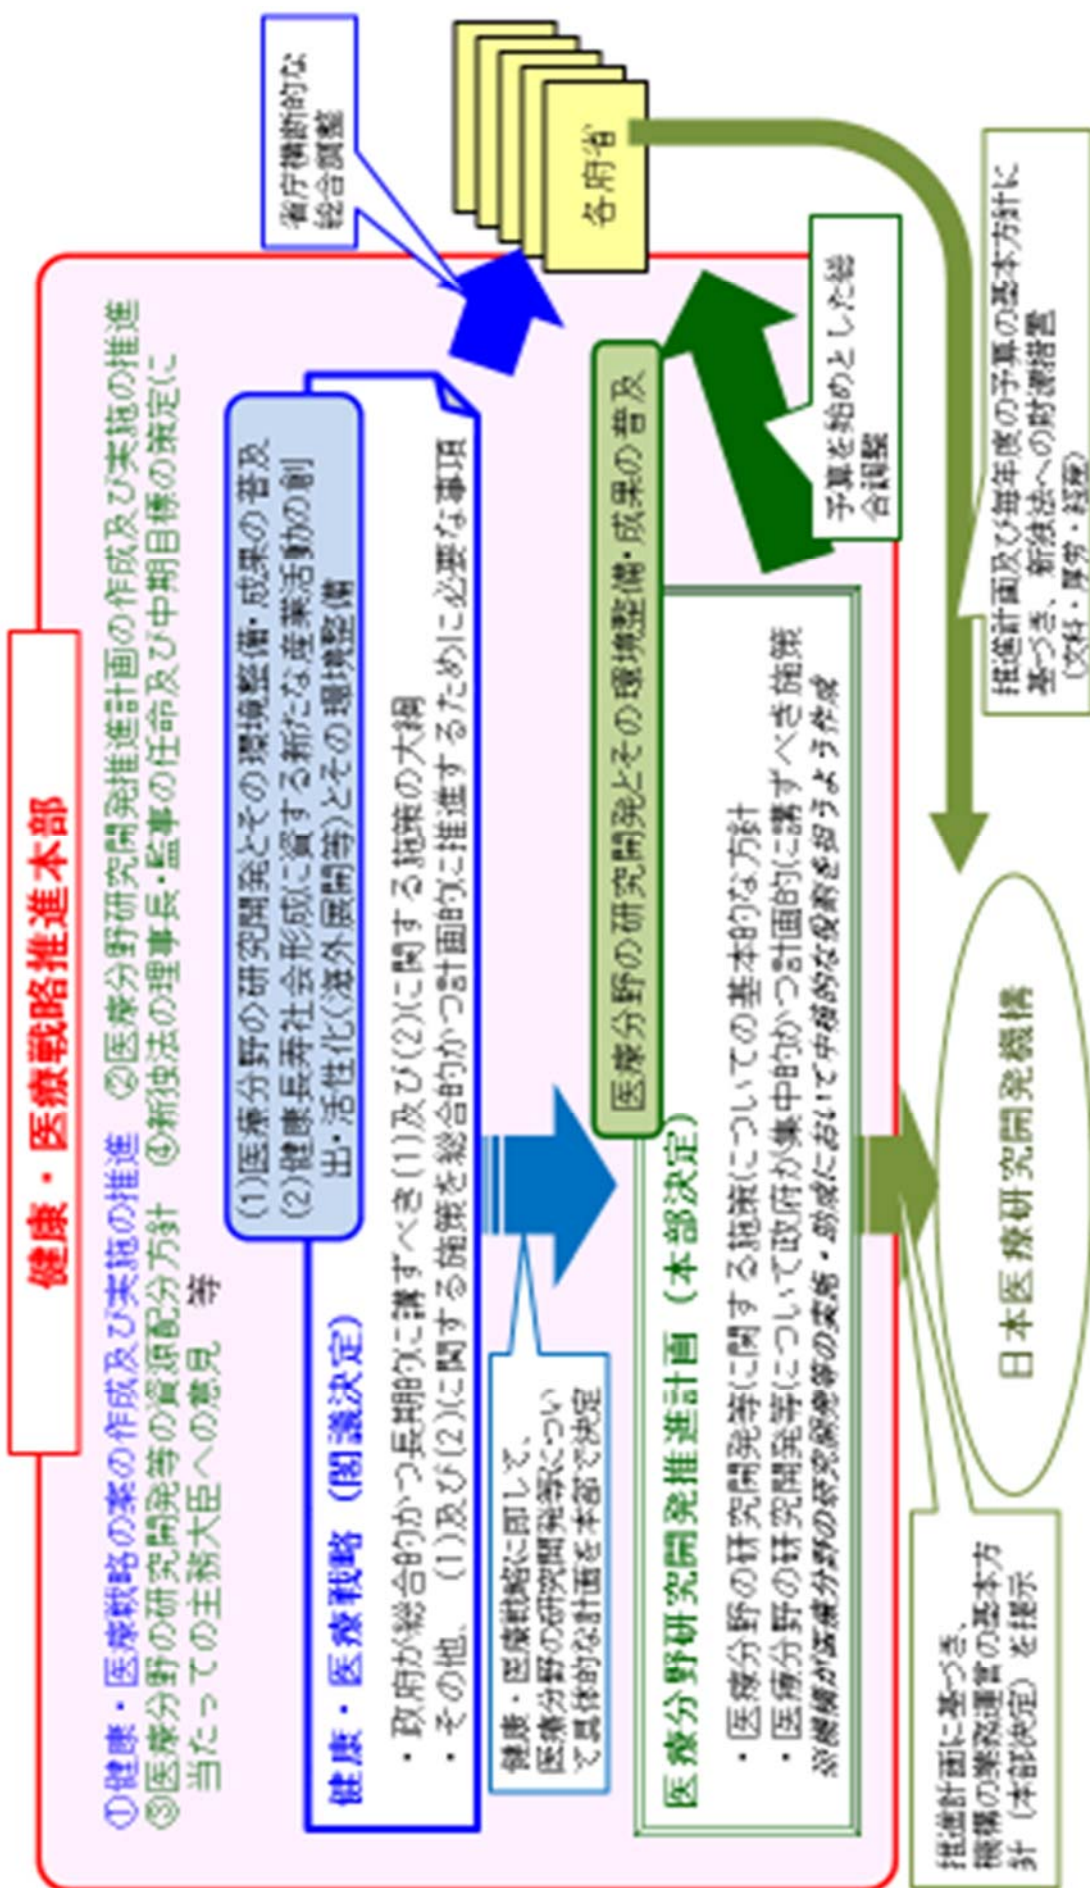 健康・医療戦略推進本部
①健康・医療戦略の案の作成及び実施の推進 ②医療分野研究開発推進計画の作成及び実施の推進
③医療分野の研究開発等の資源配分方針 ④新独法の理事長・監事の任命及び中期目標の策定に
当たっての主務大臣への意見 等
健康・医療戦略（閣議決定）
(1)医療分野の研究開発とその環境整備・成果の普及
(2)健康長寿社会形成に資する新たな産業活動の創
出・活性化(海外展開等)とその環境整備
・政府が総合的かつ長期的に講ずべき(1)及び(2)に関する施策の大綱
・その他、(1)及び(2)に関する施策を総合的かつ計画的に推進するために必要な事項
省庁横断的な
総合調整
各府省
健康・医療戦略に即して、
医療分野の研究開発等につい
て具体的な計画を本部で決定
医療分野研究開発推進計画（本部決定）
医療分野の研究開発とその環境整備・成果の普及
・医療分野の研究開発等に関する施策についての基本的な方針
・医療分野の研究開発等について政府が集中的かつ計画的に講ずべき施策
※機構が医療分野の研究開発等の実施・助成において中核的な役割を担うよう作成
予算を始めとした総
合調整
推進計画に基づき、
機構の業務運営の基本方
針（本部決定）を提示
日本医療研究開発機構
推進計画及び毎年度の予算の基本方針に
基づき、新独法への財源措置
（文科・厚労・経産）